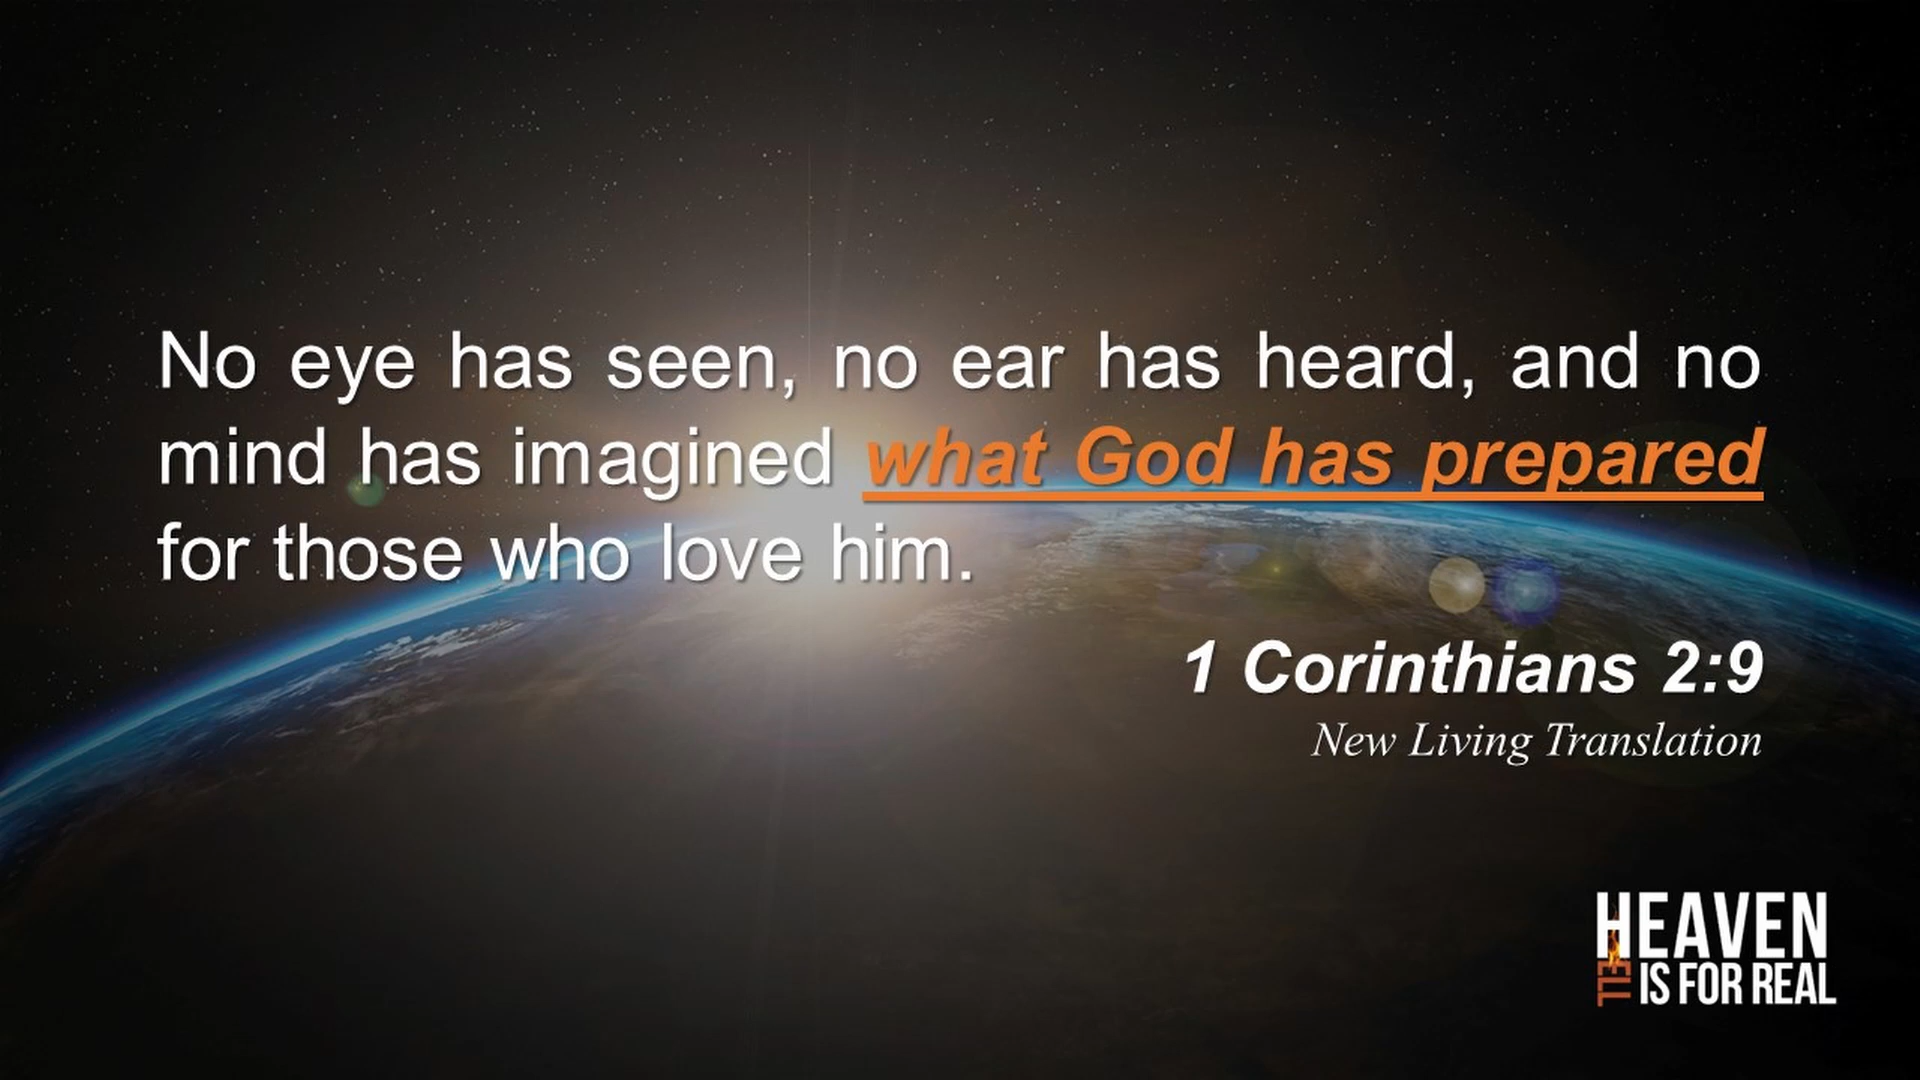 No eye has seen, no ear has heard, and no
mind has imagined what God has prepared
for those who love him.
1 Corinthians 2:9
New Living Translation
HEAVEN
ELL
IS FOR REAL